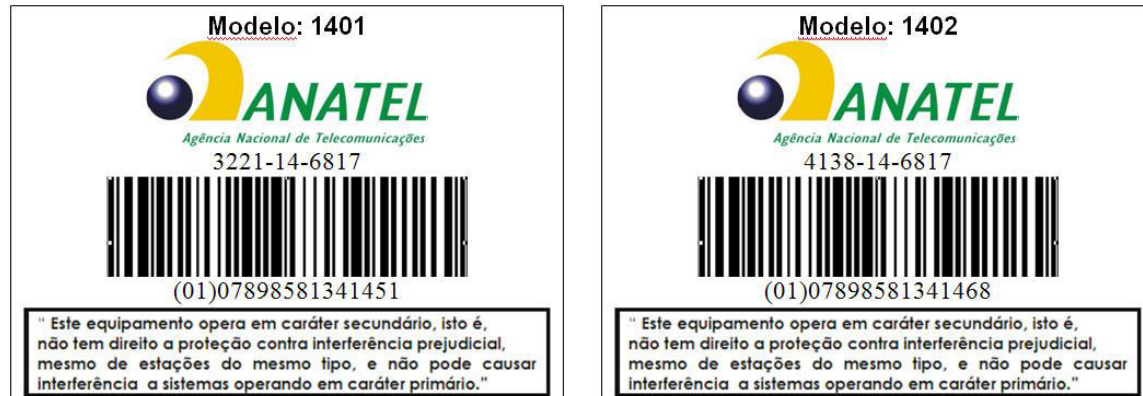 Modelo: 1401
ANATEL
Agência Nacional de Telecomunicações
3221-14-6817
(01)07898581341451
" Este equipamento opera em caráter secundário, isto é,
não tem direito a proteção contra interferência prejudicial,
mesmo de estações do mesmo tipo, e não pode causar
interferência a sistemas operando em caráter primário."
Modelo: 1402
ANATEL
Agência Nacional de Telecomunicações
4138-14-6817
(01)07898581341468
" Este equipamento opera em caráter secundário, isto é,
não tem direito a proteção contra interferência prejudicial,
mesmo de estações do mesmo tipo, e não pode causar
interferência a sistemas operando em caráter primário."